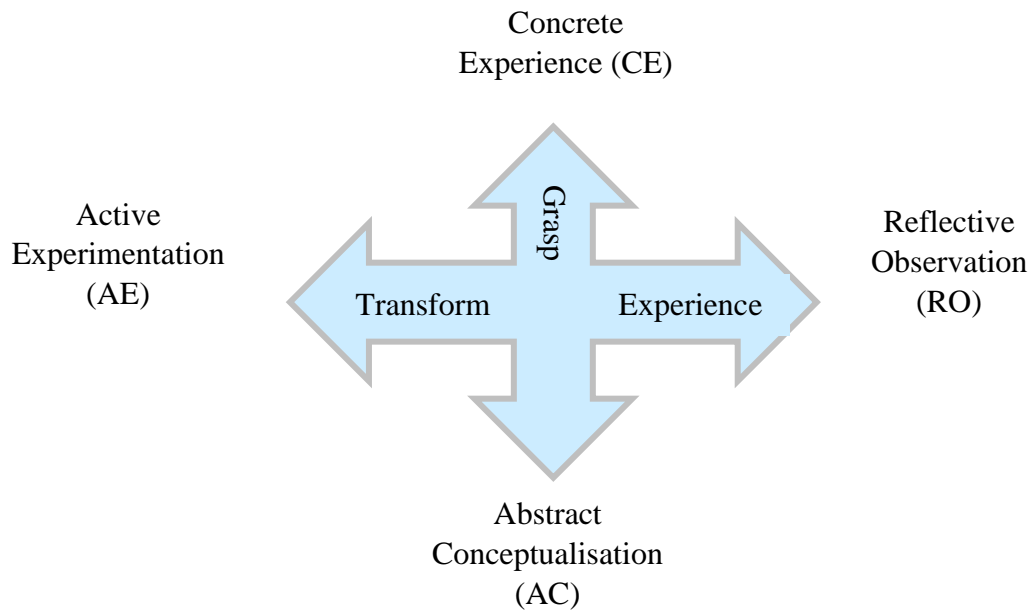 Concrete
Experience (CE)
Grasp
Active
Experimentation
(AE)
Transform
Experience
Reflective
Observation
(RO)
Abstract
Conceptualisation
(AC)